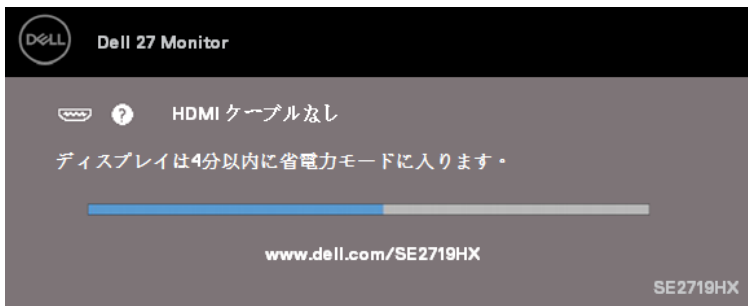 DELL
Dell 27 Monitor
? HDMI ケーブルなし
ディスプレイは4分以内に省電力モードに入ります。
www.dell.com/SE2719HX
SE2719HX